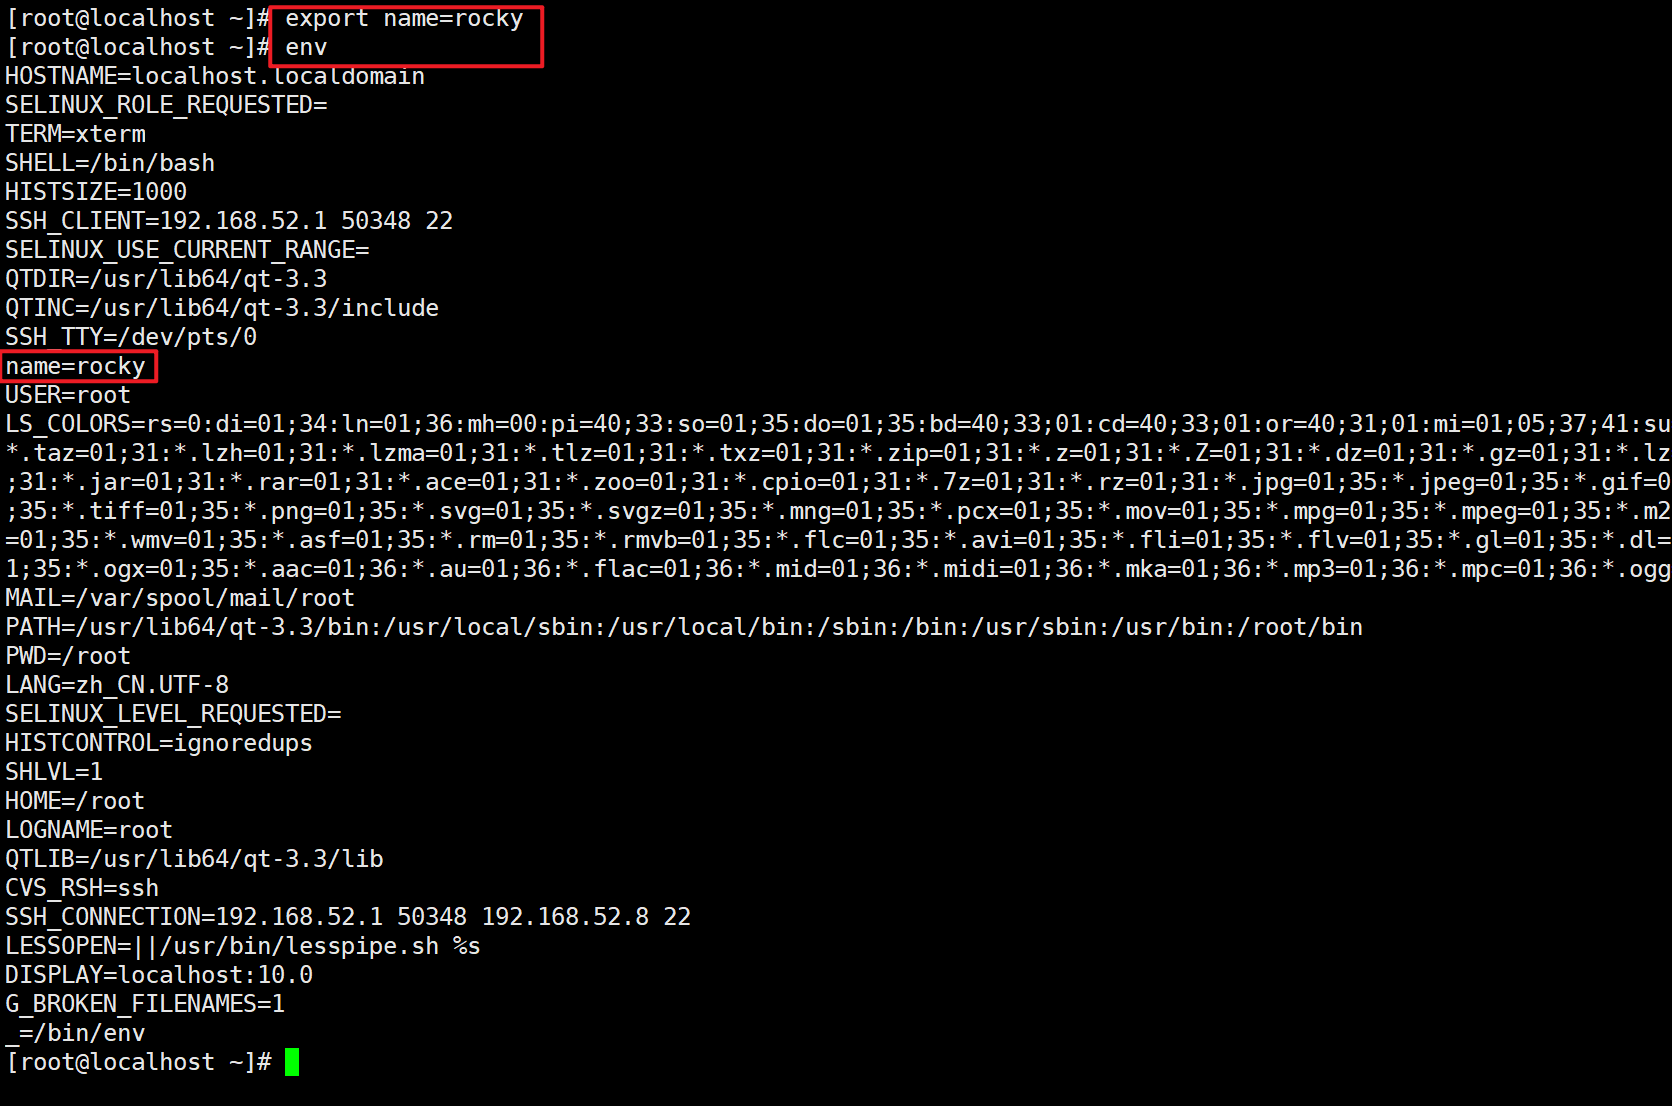 [root@localhost ~]# export name=rocky
[root@localhost ~]# env
HOSTNAME=localhost.localdomain
SELINUX_ROLE_REQUESTED=
TERM=xterm
SHELL=/bin/bash
HISTSIZE=1000
SSH_CLIENT=192.168.52.1 50348 22
SELINUX_USE_CURRENT_RANGE=
QTDIR=/usr/lib64/qt-3.3
QTINC=/usr/lib64/qt-3.3/include
SSH_TTY=/dev/pts/0
name=rocky
USER=root
LS_COLORS=rs=0:di=01;34:ln=01;36:mh=00:pi=40;33:so=01;35:do=01;35:bd=40;33;01:cd=40;33;01:or=40;31;01:mi=01;05;37;41:su
*.taz=01;31:*.lzh=01;31:*.lzma=01;31:*.tlz=01;31:*.txz=01;31:*.zip=01;31:*.z=01;31:*.Z=01;31:*.dz=01;31:*.gz=01;31:*.lz
;31:*.jar=01;31:*.rar=01;31:*.ace=01;31:*.zoo=01;31:*.cpio=01;31:*.7z=01;31:*.rz=01;31:*.jpg=01;35:*.jpeg=01;35:*.gif=0
;35:*.tiff=01;35:*.png=01;35:*.svg=01;35:*.svgz=01;35:*.mng=01;35:*.pcx=01;35:*.mov=01;35:*.mpg=01;35:*.mpeg=01;35:*.m2
=01;35:*.wmv=01;35:*.asf=01;35:*.rm=01;35:*.rmvb=01;35:*.flc=01;35:*.avi=01;35:*.fli=01;35:*.flv=01;35:*.gl=01;35:*.dl=
1;35:*.ogx=01;35:*.aac=01;36:*.au=01;36:*.flac=01;36:*.mid=01;36:*.midi=01;36:*.mka=01;36:*.mp3=01;36:*.mpc=01;36:*.ogg
MAIL=/var/spool/mail/root
PATH=/usr/lib64/qt-3.3/bin:/usr/local/sbin:/usr/local/bin:/sbin:/bin:/usr/sbin:/usr/bin:/root/bin
PWD=/root
LANG=zh_CN.UTF-8
SELINUX_LEVEL_REQUESTED=
HISTCONTROL=ignoredups
SHLVL=1
HOME=/root
LOGNAME=root
QTLIB=/usr/lib64/qt-3.3/lib
CVS_RSH=ssh
SSH_CONNECTION=192.168.52.1 50348 192.168.52.8 22
LESSOPEN=||/usr/bin/lesspipe.sh %s
DISPLAY=localhost:10.0
G_BROKEN_FILENAMES=1
_=/bin/env
[root@localhost ~]#